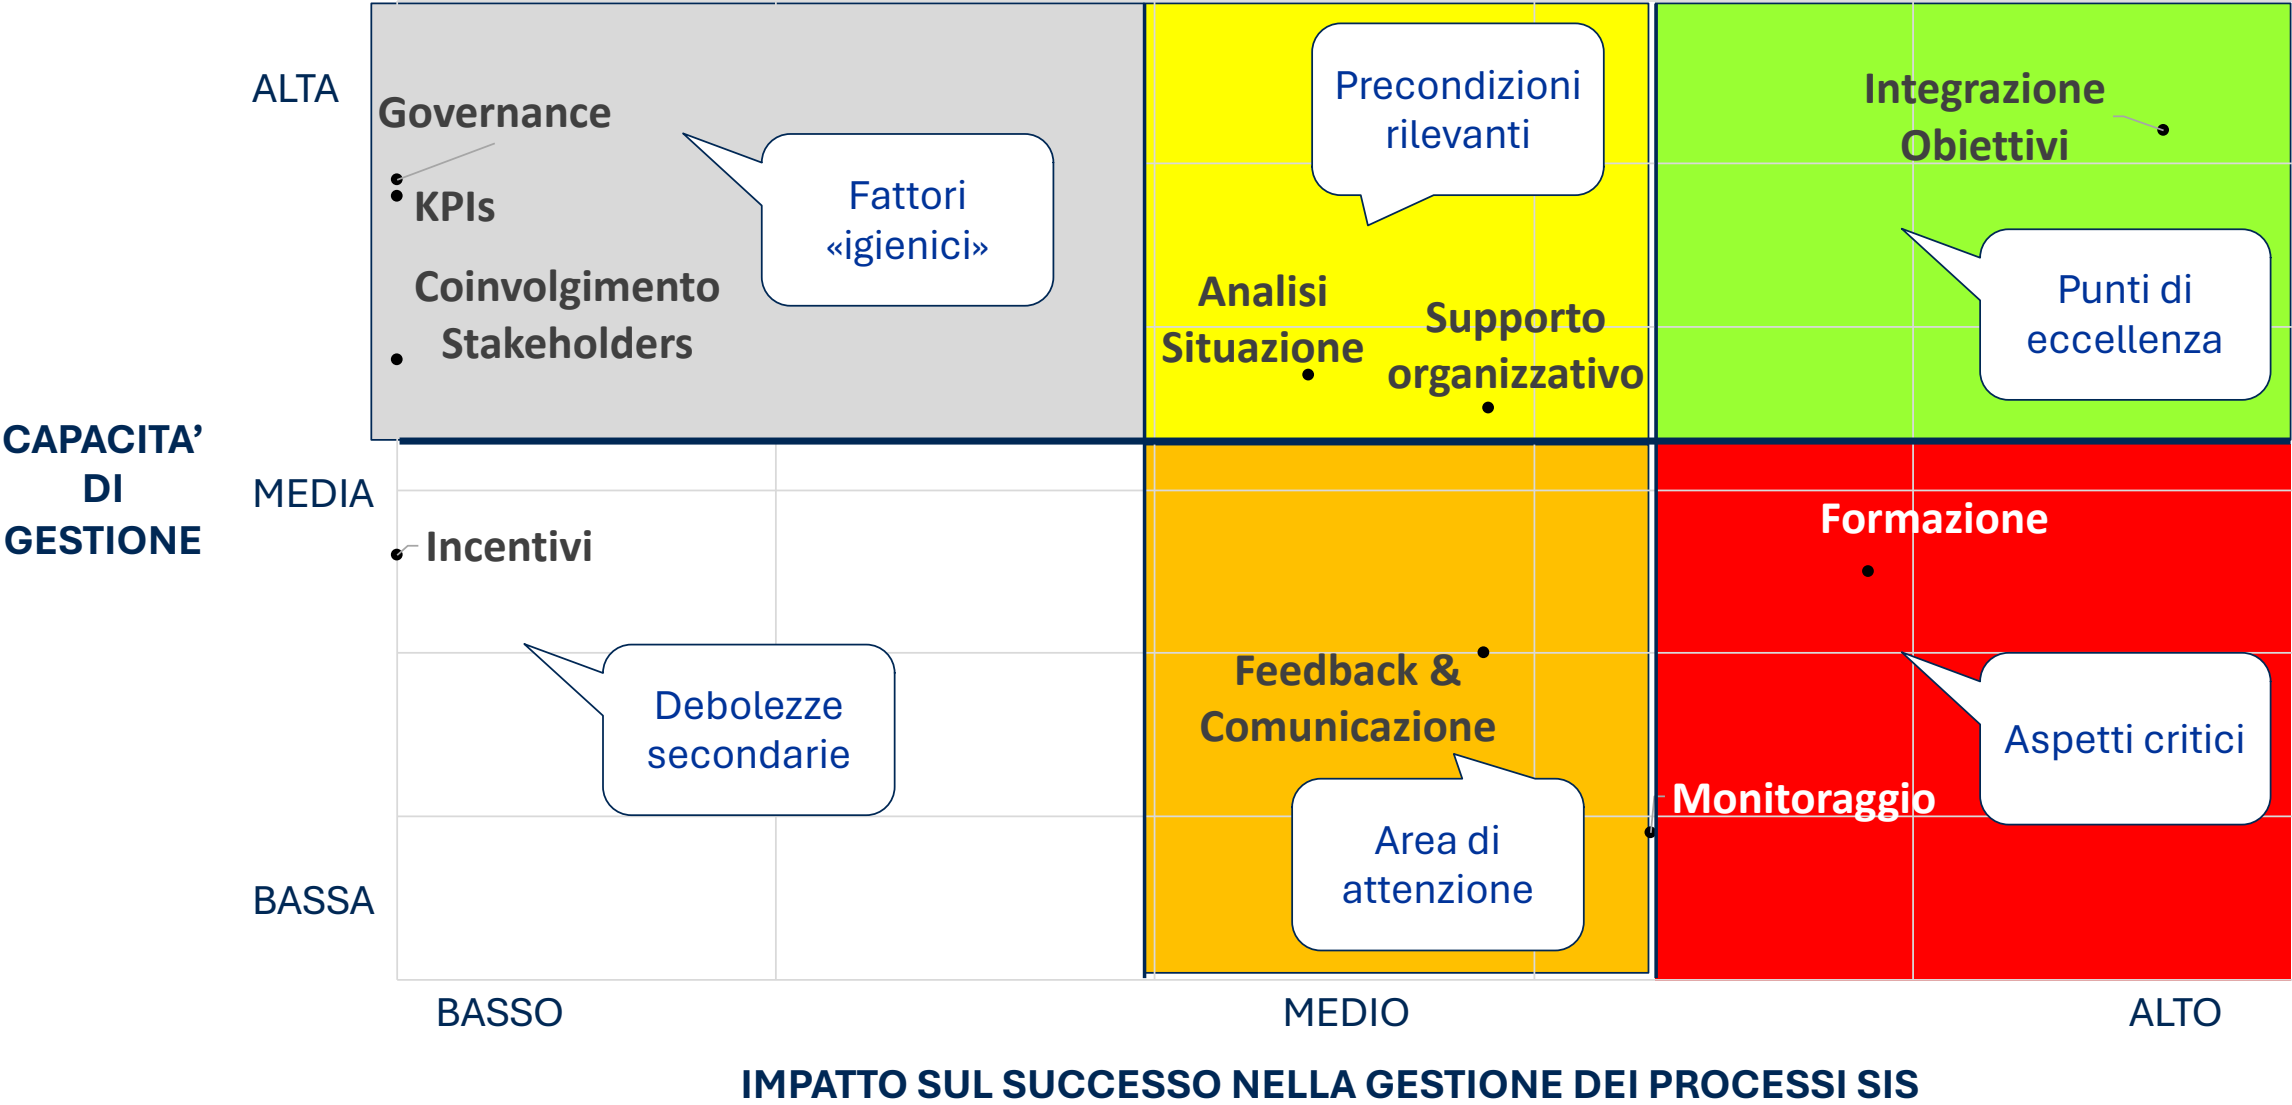 ALTA
Governance
KPIs
Coinvolgimento
Stakeholders
Fattori
«igienici»
Precondizioni
rilevanti
Analisi
Situazione
Supporto
organizzativo
Integrazione
Obiettivi
Punti di
eccellenza
CAPACITA’
DI
GESTIONE
MEDIA
Incentivi
Debolezze
secondarie
Feedback &
Comunicazione
Area di
attenzione
Formazione
Aspetti critici
Monitoraggio
BASSA
BASSO
MEDIO
ALTO
IMPATTO SUL SUCCESSO NELLA GESTIONE DEI PROCESSI SIS